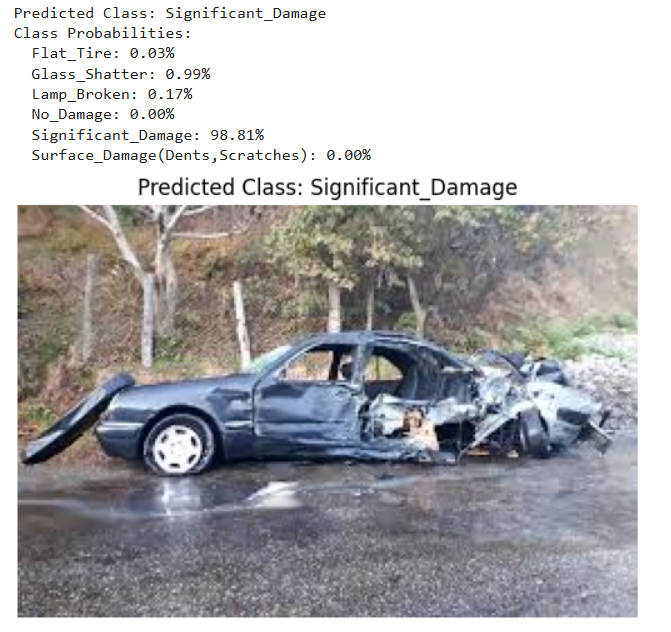 Predicted Class: Significant_Damage
Class Probabilities:
Flat_Tire: 0.03%
Glass_Shatter: 0.99%
Lamp_Broken: 0.17%
No_Damage: 0.00%
Significant_Damage: 98.81%
Surface_Damage(Dents,Scratches): 0.00%
Predicted Class: Significant_Damage